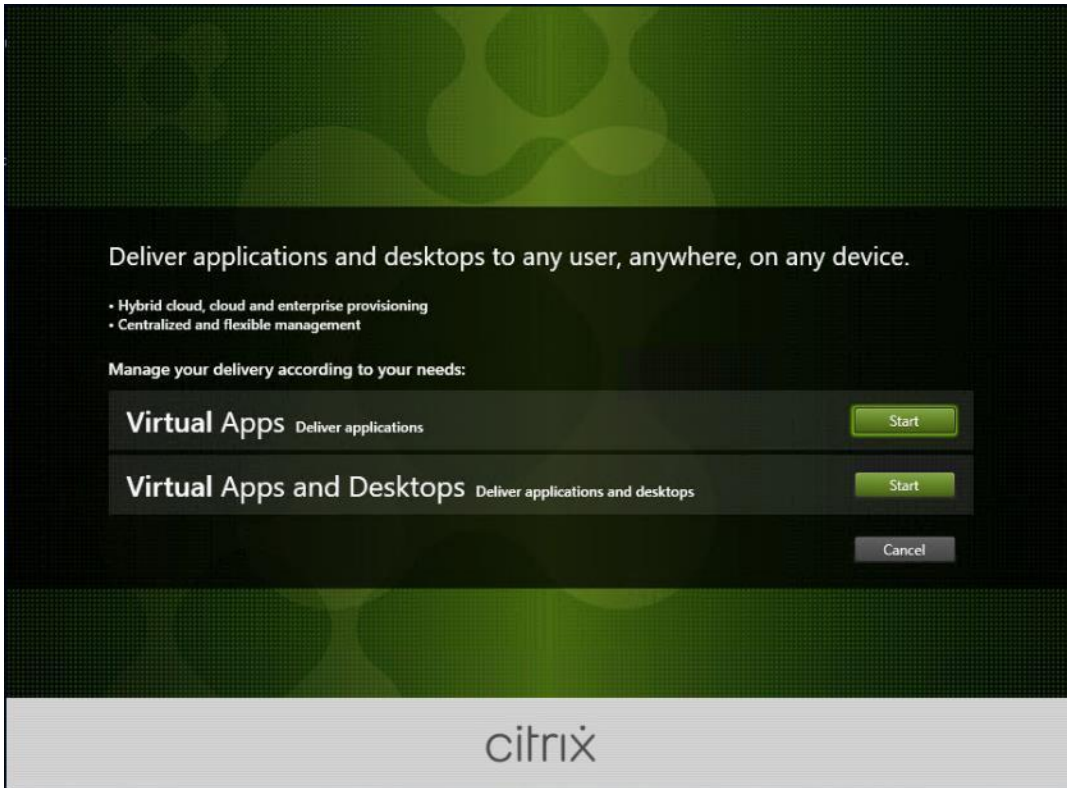 Deliver applications and desktops to any user, anywhere, on any device.
• Hybrid cloud, cloud and enterprise provisioning
• Centralized and flexible management
Manage your delivery according to your needs:
Virtual Apps Deliver applications
Start
Virtual Apps and Desktops Deliver applications and desktops
Start
Cancel
citrix